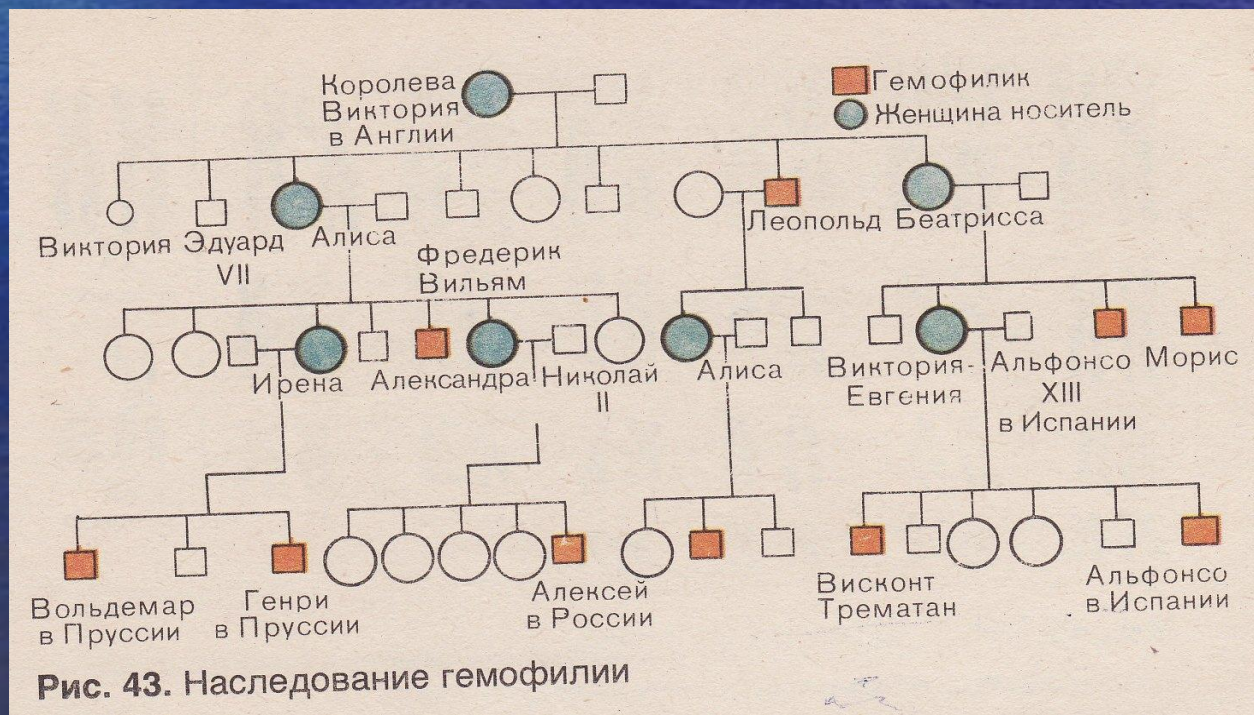 Королева
Виктория
в Англии
Гемофилик
Женщина носитель
Виктория Эдуард
VII
Алиса
Леопольд Беатрисса
Фредерик
Вильям
Ирена
Александра
Николай
II
Алиса
Виктория-
Евгения
Альфонсо
XIII
в Испании
Морис
Вольдемар
в Пруссии
Генри
в Пруссии
Алексей
в России
Висконт
Трематан
Альфонсо
в Испании
Рис. 43. Наследование гемофилии